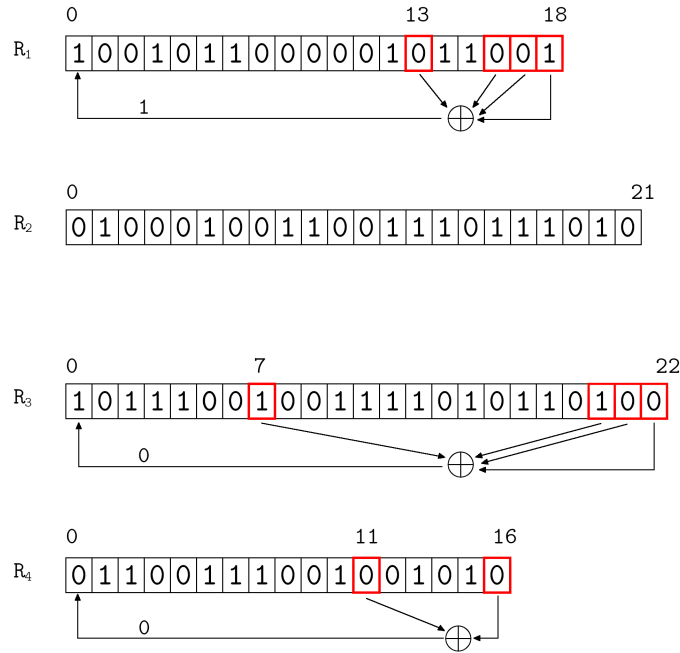 0 13 18
R₁ 1 0 0 1 0 1 1 0 0 0 0 0 1 0 1 1 0 0 1
1
0 21
R₂ 0 1 0 0 0 1 0 0 1 1 0 0 1 1 1 0 1 1 1 0 1 0
0 7 22
R₃ 1 0 1 1 1 0 0 1 0 0 1 1 1 1 0 1 0 1 1 0 1 0 0
0
0 11 16
R₄ 0 1 1 0 0 1 1 1 0 0 1 0 0 1 0 1 0
0